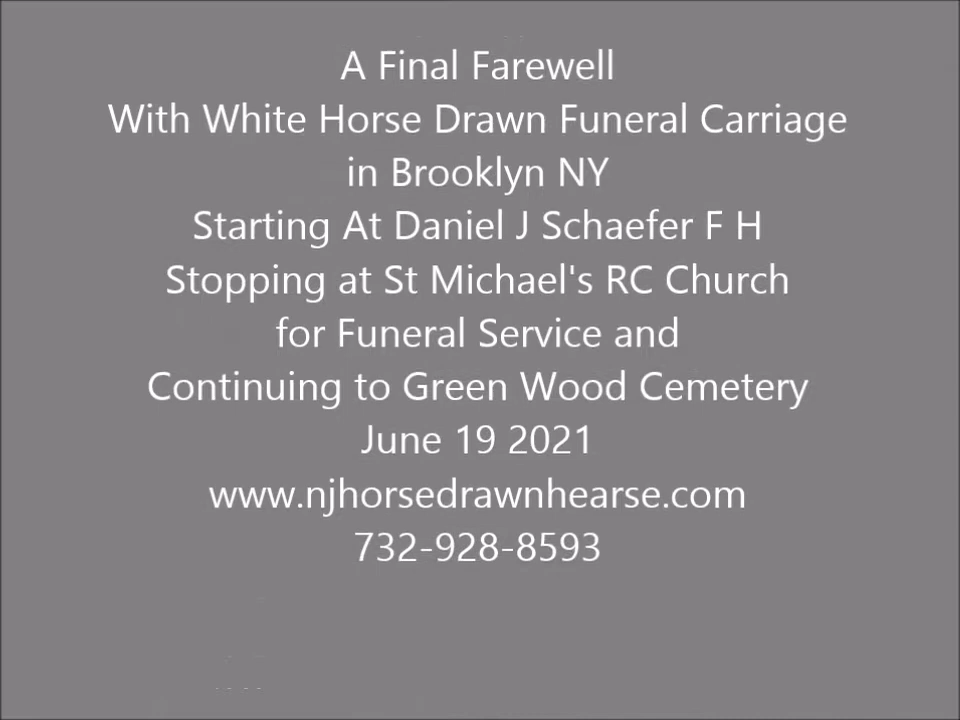 A Final Farewell
With White Horse Drawn Funeral Carriage
in Brooklyn NY
Starting At Daniel J Schaefer F H
Stopping at St Michael's RC Church
for Funeral Service and
Continuing to Green Wood Cemetery
June 19 2021
www.njhorsedrawnhearse.com
732-928-8593